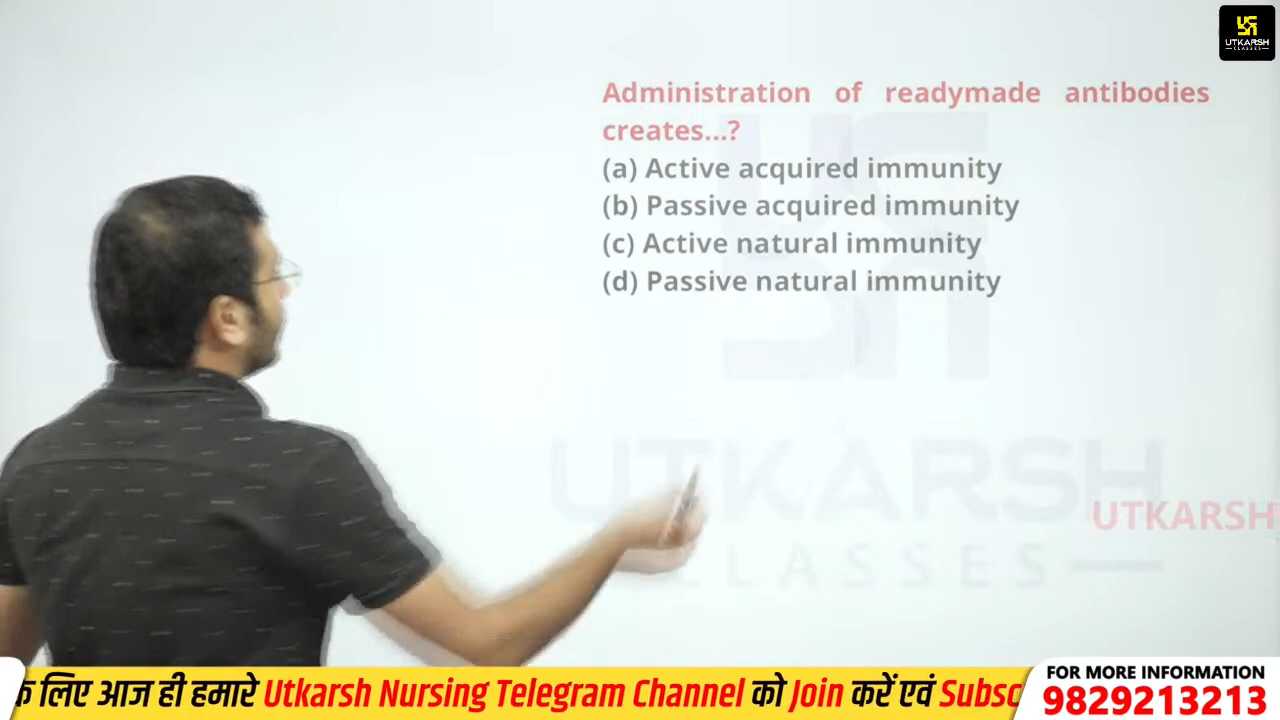 UTKARSH
CLASSES
Administration of readymade antibodies
creates...?
(a) Active acquired immunity
(b) Passive acquired immunity
(c) Active natural immunity
(d) Passive natural immunity
UTKARSH
CLASSES
UTKARSH
लिए आज ही हमारे Utkarsh Nursing Telegram Channel को Join करें एवं
FOR MORE INFORMATION
9829213213